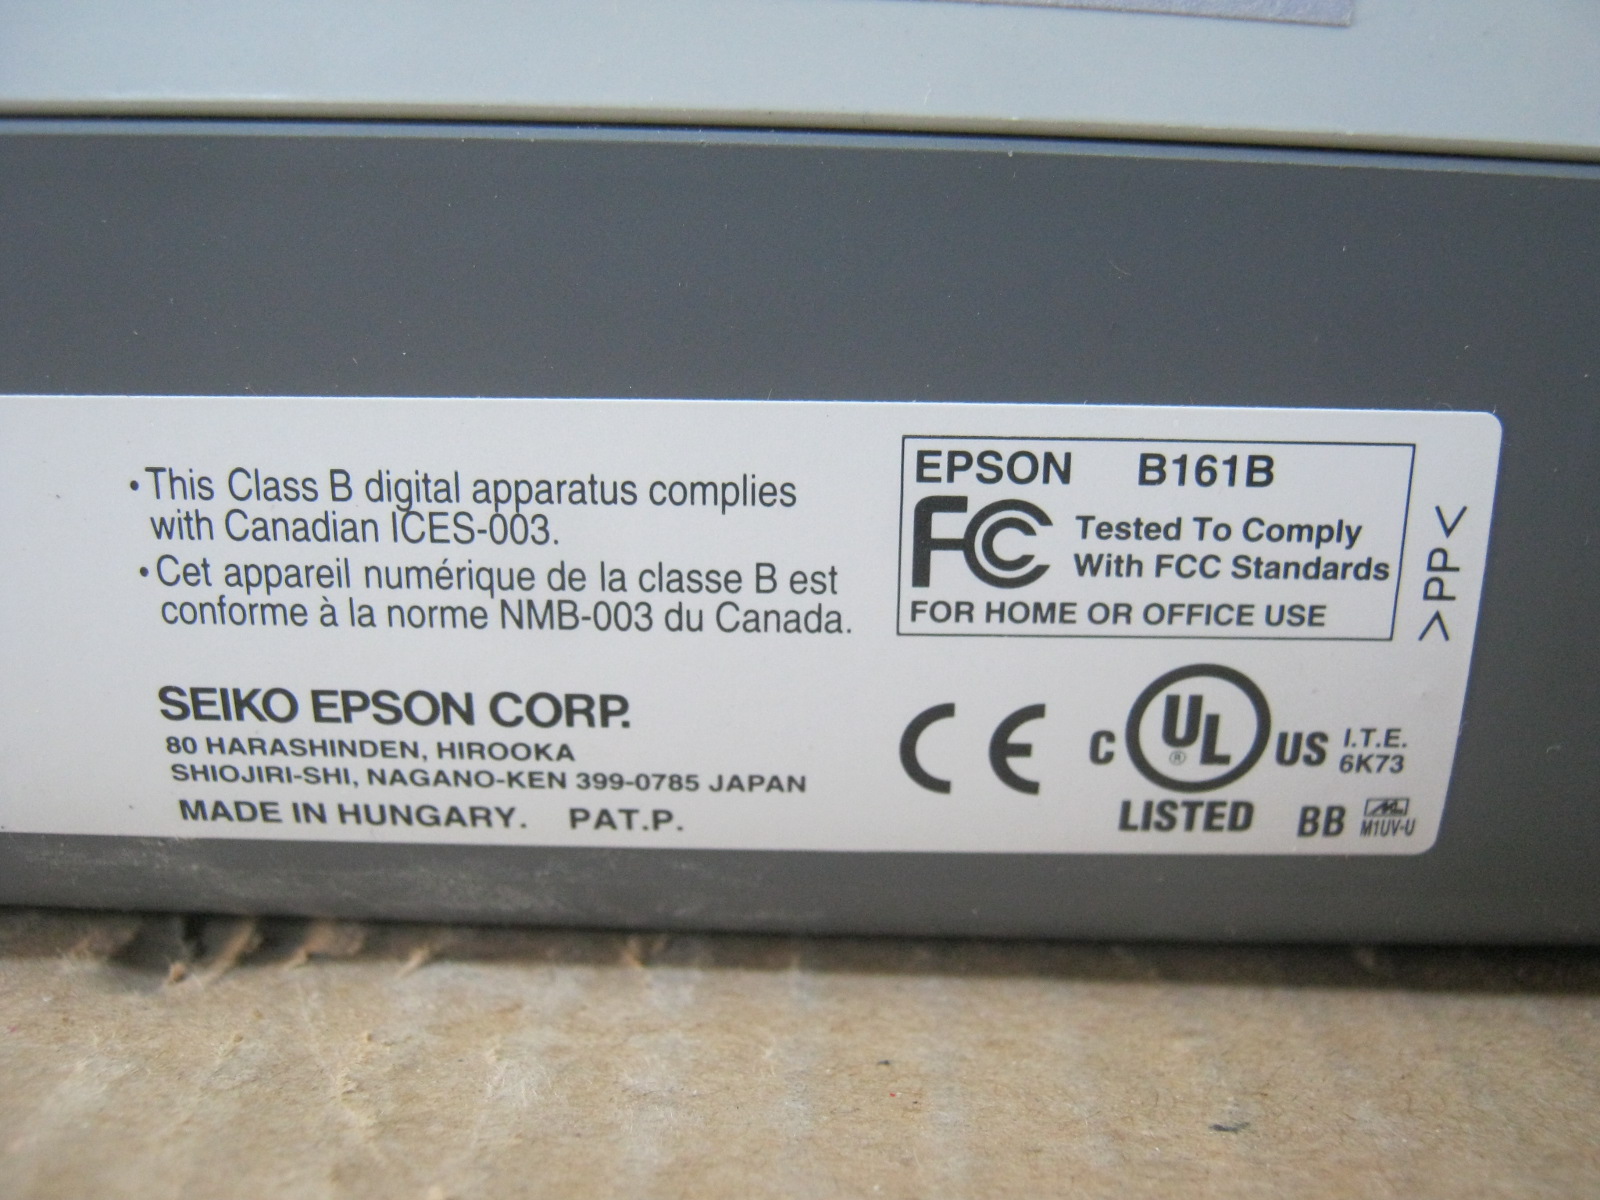 •This Class B digital apparatus complies
with Canadian ICES-003.
•Cet appareil numérique de la classe B est
conforme à la norme NMB-003 du Canada.
SEIKO EPSON CORP.
80 HARASHINDEN, HIROOKA
SHIOJIRI-SHI, NAGANO-KEN 399-0785 JAPAN
MADE IN HUNGARY. PAT.P.
EPSON B161B
FC Tested To Comply
With FCC Standards
FOR HOME OR OFFICE USE
>PP<
CE
C UL® US I.T.E.
6K73
LISTED BB M1UV-U